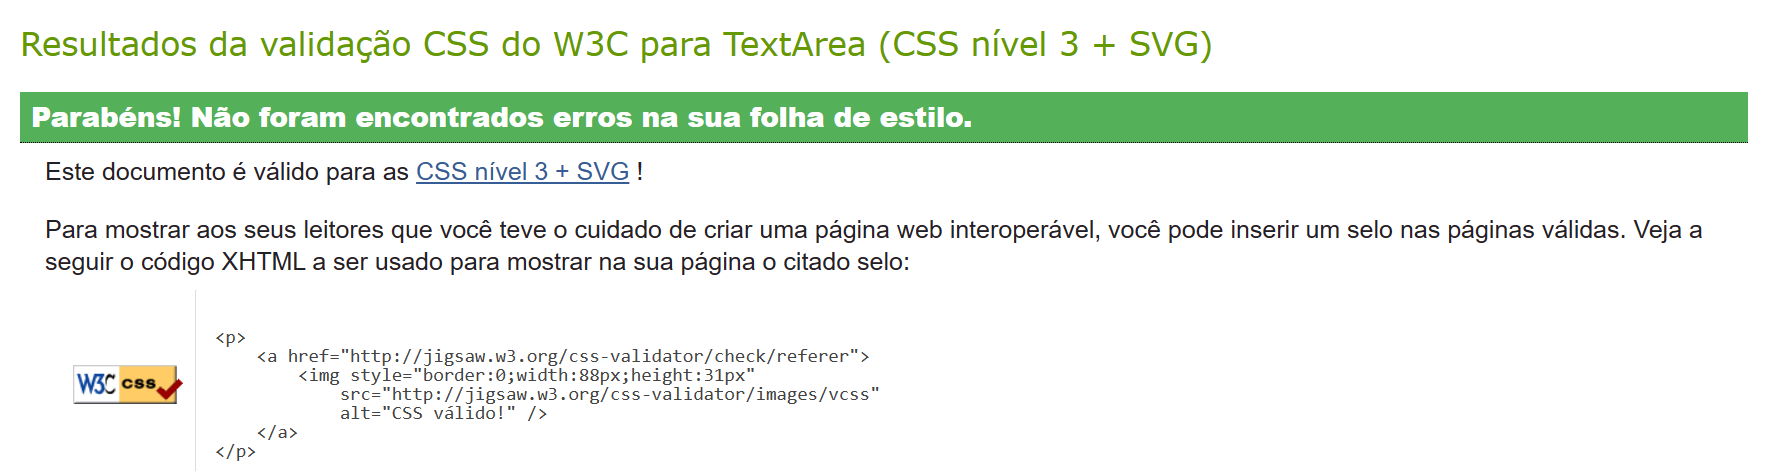 Resultados da validação CSS do W3C para TextArea (CSS nível 3 + SVG)
Parabéns! Não foram encontrados erros na sua folha de estilo.
Este documento é válido para as CSS nível 3 + SVG !
Para mostrar aos seus leitores que você teve o cuidado de criar uma página web interoperável, você pode inserir um selo nas páginas válidas. Veja a
seguir o código XHTML a ser usado para mostrar na sua página o citado selo:
W3C css
<p>
    <a href="http://jigsaw.w3.org/css-validator/check/referer">
        <img style="border:0;width:88px;height:31px"
            src="http://jigsaw.w3.org/css-validator/images/vcss"
            alt="CSS válido!" />
    </a>
</p>